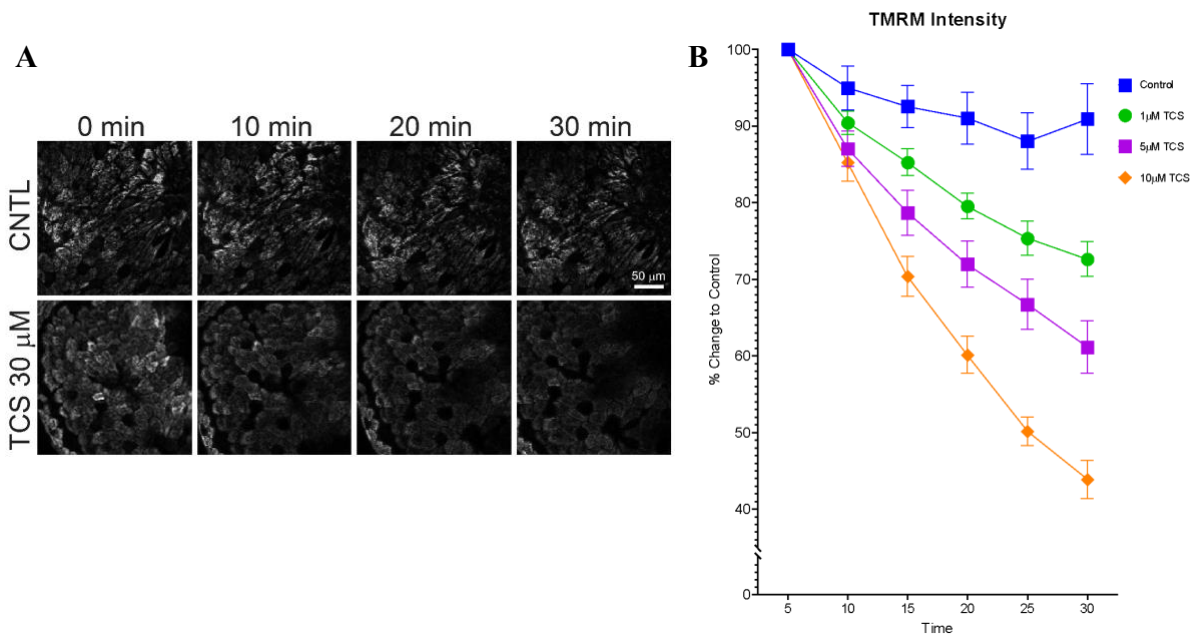 A
0 min 10 min 20 min 30 min
CNTL
50 μm
TCS 30 μM
B
TMRM Intensity
% Change to Control
100
90
80
70
60
50
40
0
5 10 15 20 25 30
Time
Control
1μM TCS
5μM TCS
10μM TCS